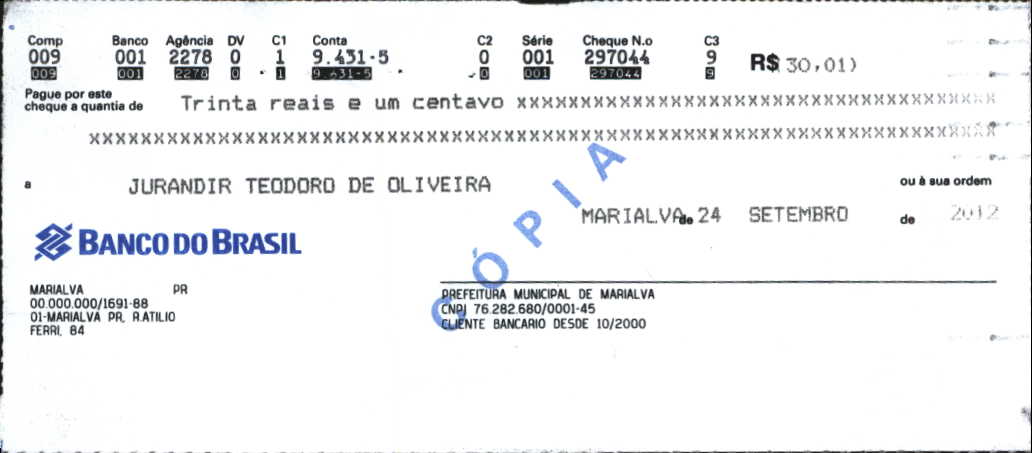 Comp Banco Agência DV C1 Conta C2 Série Cheque N.o C3
009 001 2278 0 1 9.431-5 0 001 297044 9 R$ 30,01)
009 001 2278 0 1 9.431-5 0 001 297044 9
Pague por este
cheque a quantia de Trinta reais e um centavo xxxxxxxxxxxxxxxxxxxxxxxxxxxxxxxxxxxxxxxxx
xxxxxxxxxxxxxxxxxxxxxxxxxxxxxxxxxxxxxxxxxxxxxxxxxxxxxxxxxxxxxxxxxxxxxxxxxxxxx
a JURANDIR TEODORO DE OLIVEIRA ou à sua ordem
MARIALVA de 24 SETEMBRO de 2012
BANCO DO BRASIL
MARIALVA PR
00.000.000/1691-88
01-MARIALVA PR, R.ATILIO
FERRI, 84
PREFEITURA MUNICIPAL DE MARIALVA
CNPJ 76.282.680/0001-45
CLIENTE BANCARIO DESDE 10/2000
CÓPIA